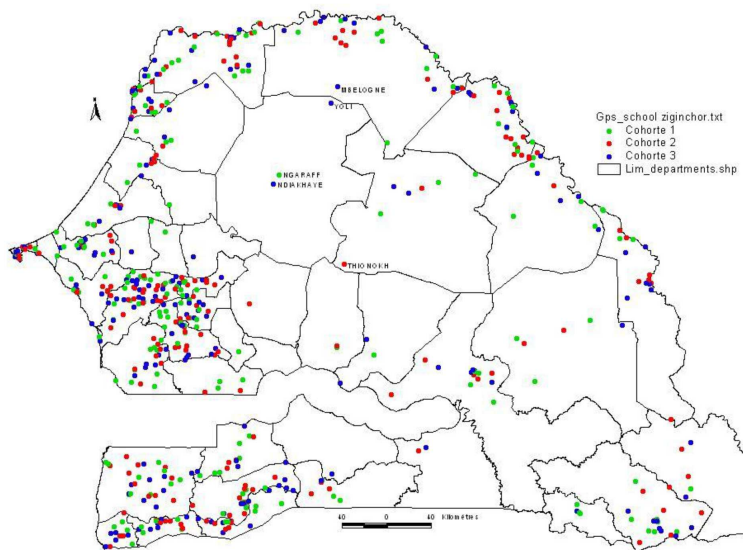 MBELOGNE
YOLI
Gps_school ziginchor.txt
Cohorte 1
Cohorte 2
Cohorte 3
Lim_departments.shp
NGARAFF
NDIAKHAYE
THIONOKH
40 0 40 Kilometres